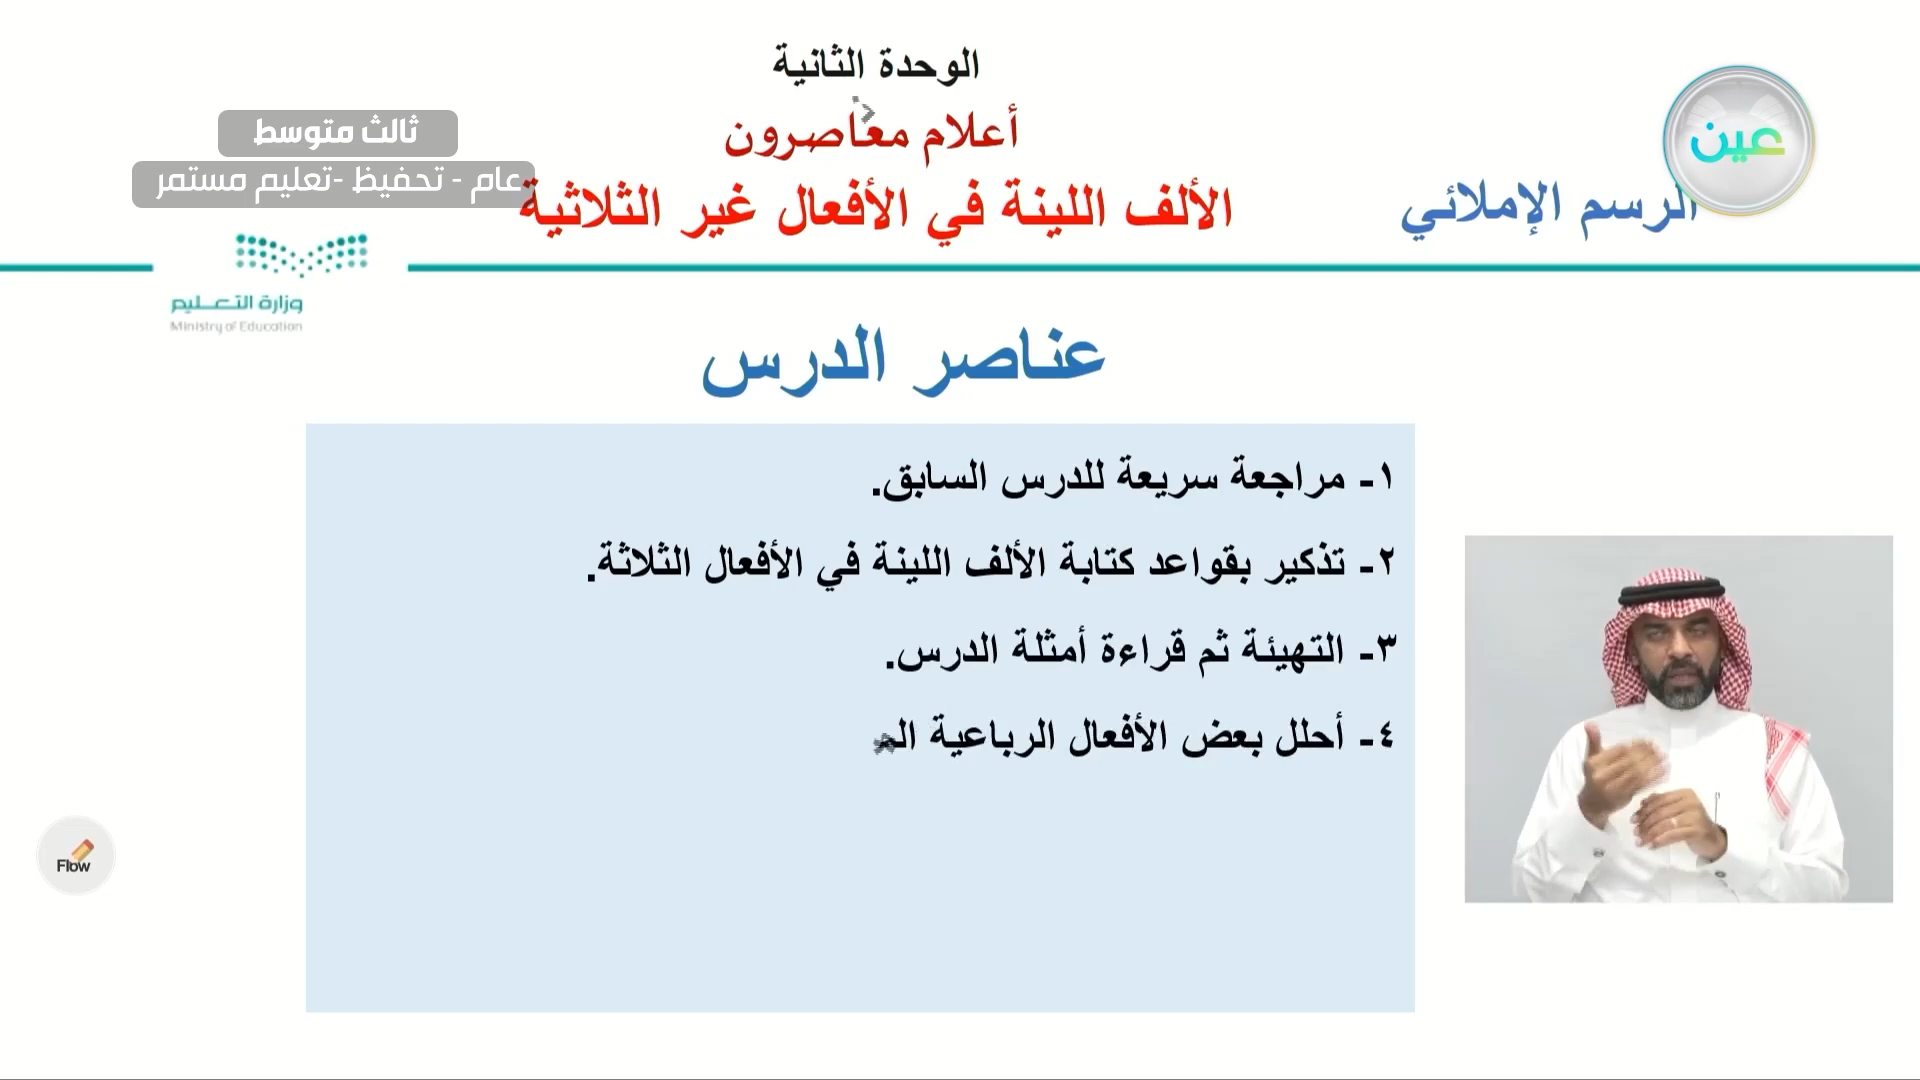 الوحدة الثانية
أعلام معاصرون
ثالث متوسط
عام - تحفيظ -تعليم مستمر
الألف اللينة في الأفعال غير الثلاثية
الرسم الإملائي
عين
وزارة التعليم
Ministry of Education
عناصر الدرس
١- مراجعة سريعة للدرس السابق.
٢- تذكير بقواعد كتابة الألف اللينة في الأفعال الثلاثة.
٣- التهيئة ثم قراءة أمثلة الدرس.
٤- أحلل بعض الأفعال الرباعية
Flow